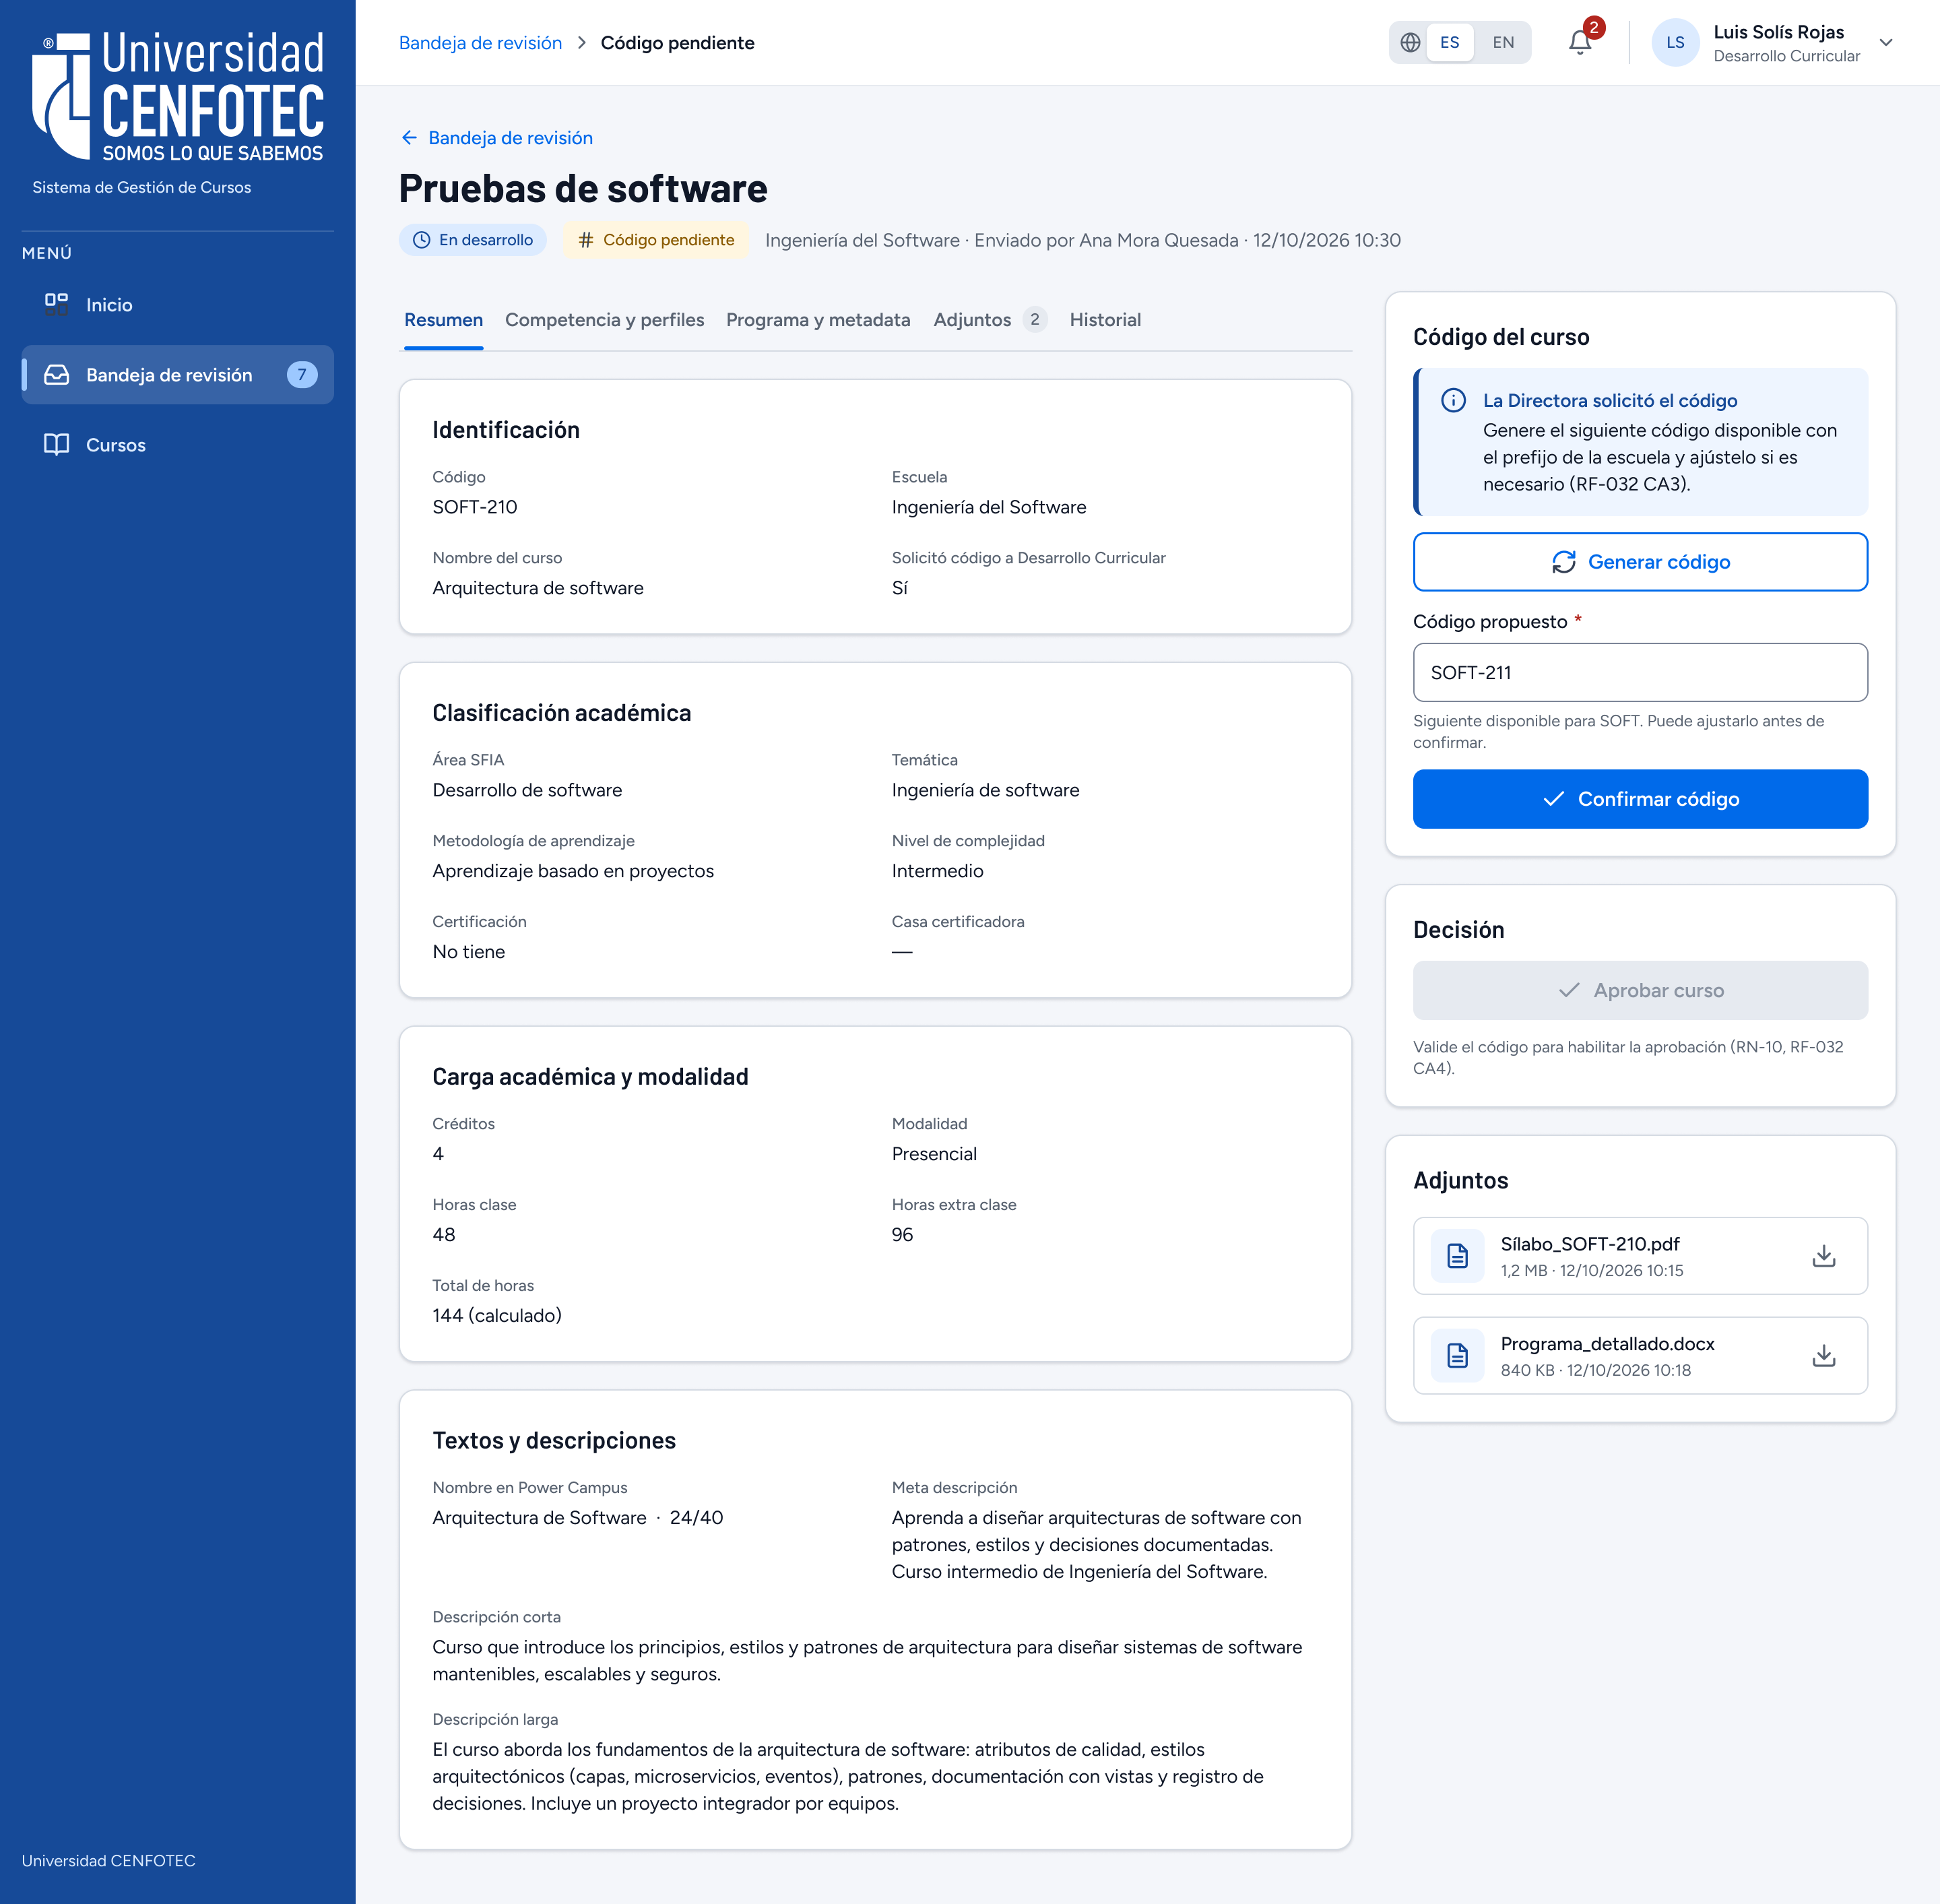 ® Universidad
CENFOTEC
SOMOS LO QUE SABEMOS
Sistema de Gestión de Cursos
MENÚ
Inicio
Bandeja de revisión 7
Cursos
Universidad CENFOTEC
Bandeja de revisión > Código pendiente
ES EN
2
LS
Luis Solís Rojas
Desarrollo Curricular
← Bandeja de revisión
Pruebas de software
En desarrollo # Código pendiente Ingeniería del Software · Enviado por Ana Mora Quesada · 12/10/2026 10:30
Resumen Competencia y perfiles Programa y metadata Adjuntos 2 Historial
Identificación
Código
SOFT-210
Escuela
Ingeniería del Software
Nombre del curso
Arquitectura de software
Solicitó código a Desarrollo Curricular
Sí
Clasificación académica
Área SFIA
Desarrollo de software
Temática
Ingeniería de software
Metodología de aprendizaje
Aprendizaje basado en proyectos
Nivel de complejidad
Intermedio
Certificación
No tiene
Casa certificadora
—
Carga académica y modalidad
Créditos
4
Modalidad
Presencial
Horas clase
48
Horas extra clase
96
Total de horas
144 (calculado)
Textos y descripciones
Nombre en Power Campus
Arquitectura de Software · 24/40
Meta descripción
Aprenda a diseñar arquitecturas de software con
patrones, estilos y decisiones documentadas.
Curso intermedio de Ingeniería del Software.
Descripción corta
Curso que introduce los principios, estilos y patrones de arquitectura para diseñar sistemas de software
mantenibles, escalables y seguros.
Descripción larga
El curso aborda los fundamentos de la arquitectura de software: atributos de calidad, estilos
arquitectónicos (capas, microservicios, eventos), patrones, documentación con vistas y registro de
decisiones. Incluye un proyecto integrador por equipos.
Código del curso
La Directora solicitó el código
Genere el siguiente código disponible con
el prefijo de la escuela y ajústelo si es
necesario (RF-032 CA3).
Generar código
Código propuesto *
SOFT-211
Siguiente disponible para SOFT. Puede ajustarlo antes de
confirmar.
Confirmar código
Decisión
Aprobar curso
Valide el código para habilitar la aprobación (RN-10, RF-032
CA4).
Adjuntos
Sílabo_SOFT-210.pdf
1,2 MB · 12/10/2026 10:15
Programa_detallado.docx
840 KB · 12/10/2026 10:18